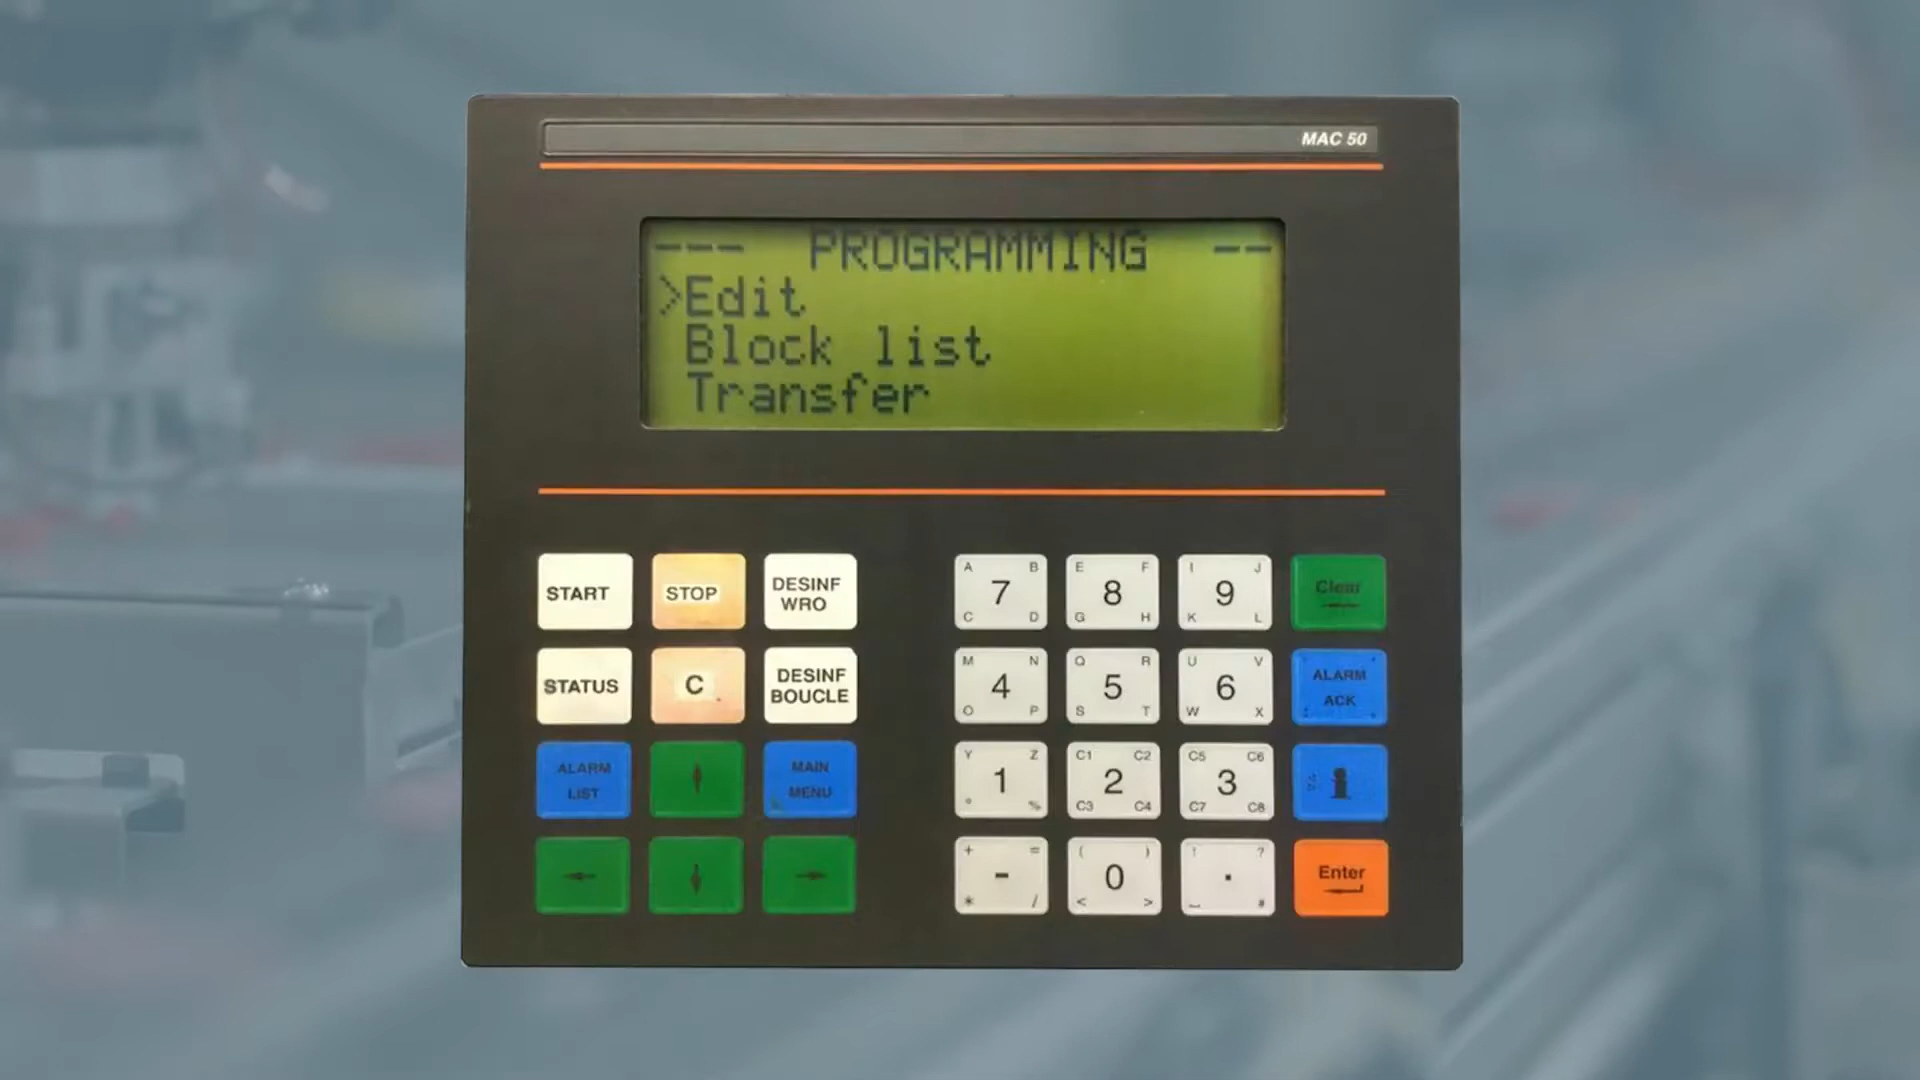 MAC 50
--- PROGRAMMING --
>Edit
Block list
Transfer
START STOP DESINF WRO
STATUS C DESINF BOUCLE
ALARM LIST MAIN MENU
A B 7 C D
E F 8 G H
I J 9 K L
Clear
M N 4 O P
Q R 5 S T
U V 6 W X
ALARM ACK
Y Z 1 ° %
C1 C2 2 C3 C4
C5 C6 3 C7 C8
i
+ = - * /
( ) 0 < >
! ? . ⎵ #
Enter